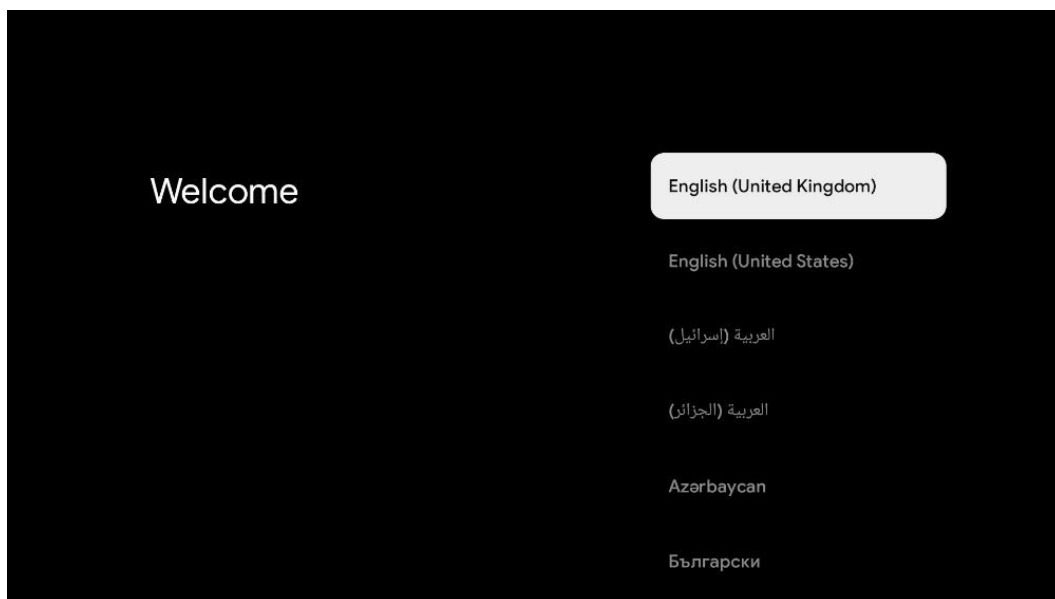 Welcome
English (United Kingdom)
English (United States)
العربية (إسرائيل)
العربية (الجزائر)
Azərbaycan
Български